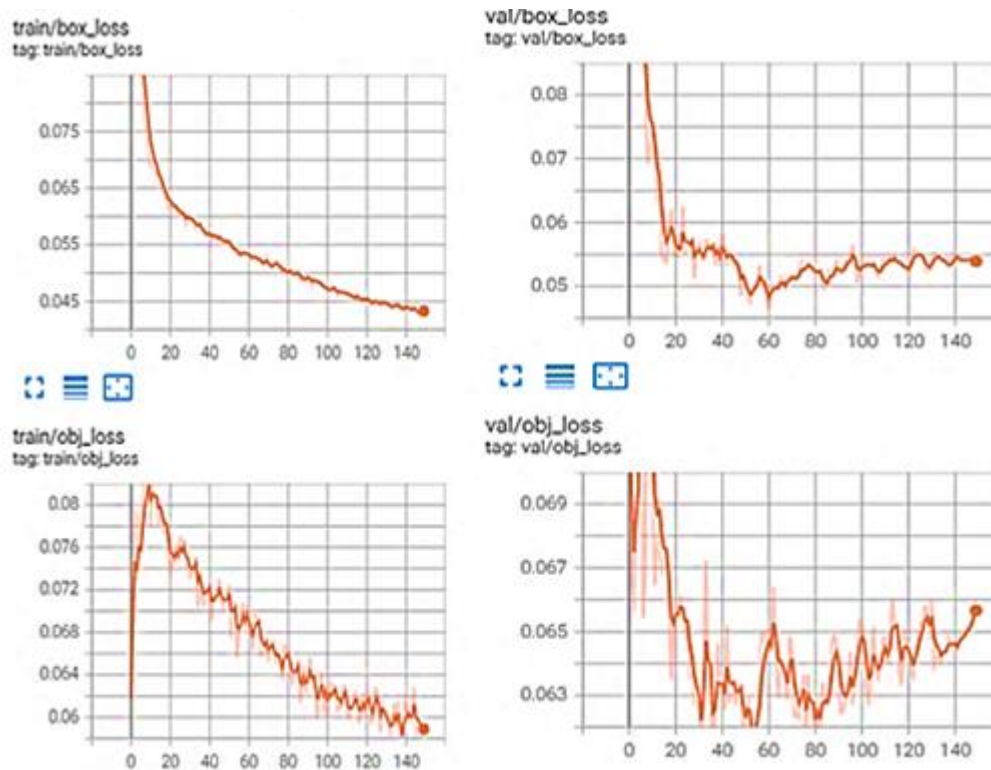 train/box_loss
tag: train/box_loss
0.075
0.065
0.055
0.045
0 20 40 60 80 100 120 140
val/box_loss
tag: val/box_loss
0.08
0.07
0.06
0.05
0 20 40 60 80 100 120 140
train/obj_loss
tag: train/obj_loss
0.08
0.076
0.072
0.068
0.064
0.06
0 20 40 60 80 100 120 140
val/obj_loss
tag: val/obj_loss
0.069
0.067
0.065
0.063
0 20 40 60 80 100 120 140